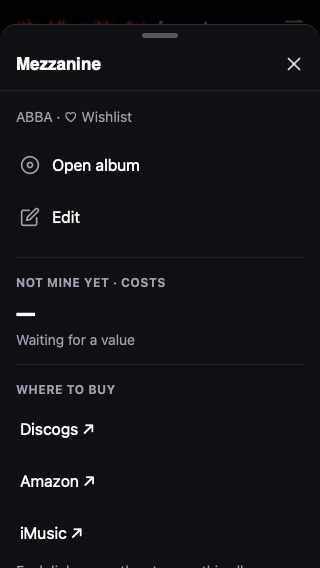 Mezzanine
ABBA · ♡ Wishlist
Open album
Edit
NOT MINE YET · COSTS
—
Waiting for a value
WHERE TO BUY
Discogs ↗
Amazon ↗
iMusic ↗